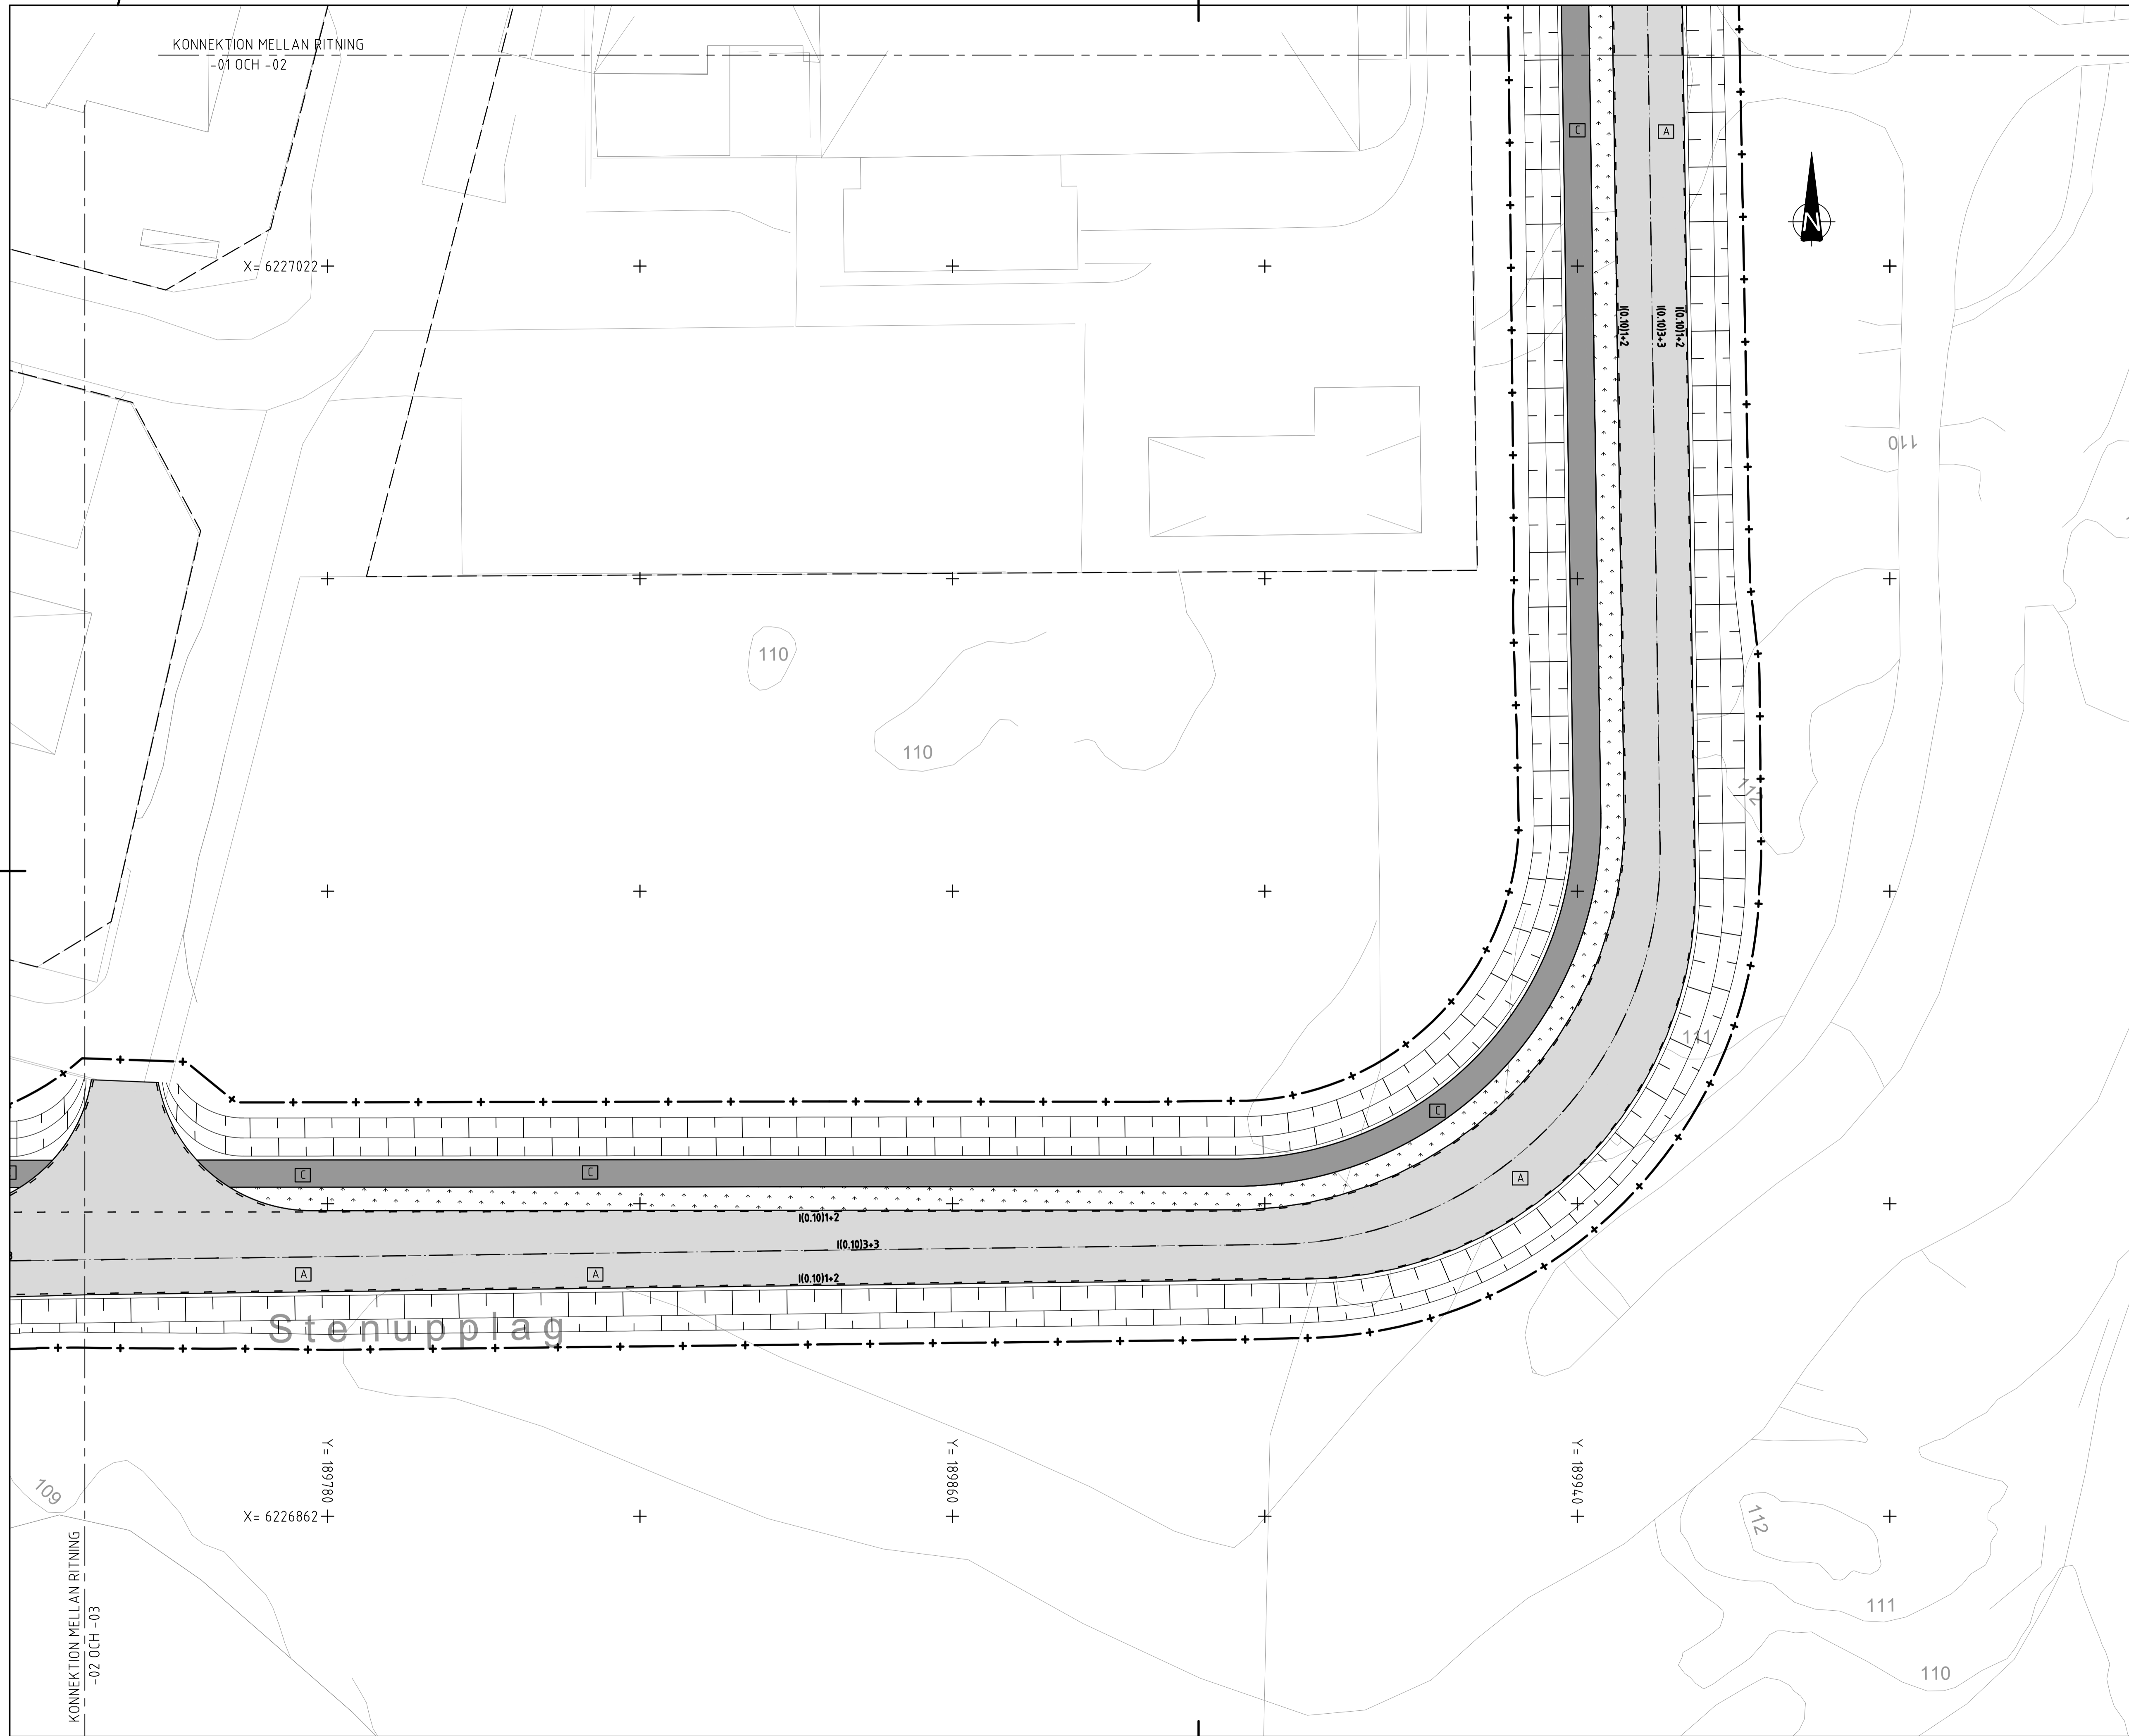 KONNEKTION MELLAN RITNING
-01 OCH -02
C
A
N
X= 6227022
I(0.10)1+2
I(0.10)3+3
I(0.10)1+2
110
110
110
112
111
C
C
C
A
I(0.10)1+2
I(0.10)3+3
A
A
I(0.10)1+2
Stenupplag
Y= 189780
Y= 189860
Y= 189940
109
X= 6226862
112
KONNEKTION MELLAN RITNING
-02 OCH -03
111
110